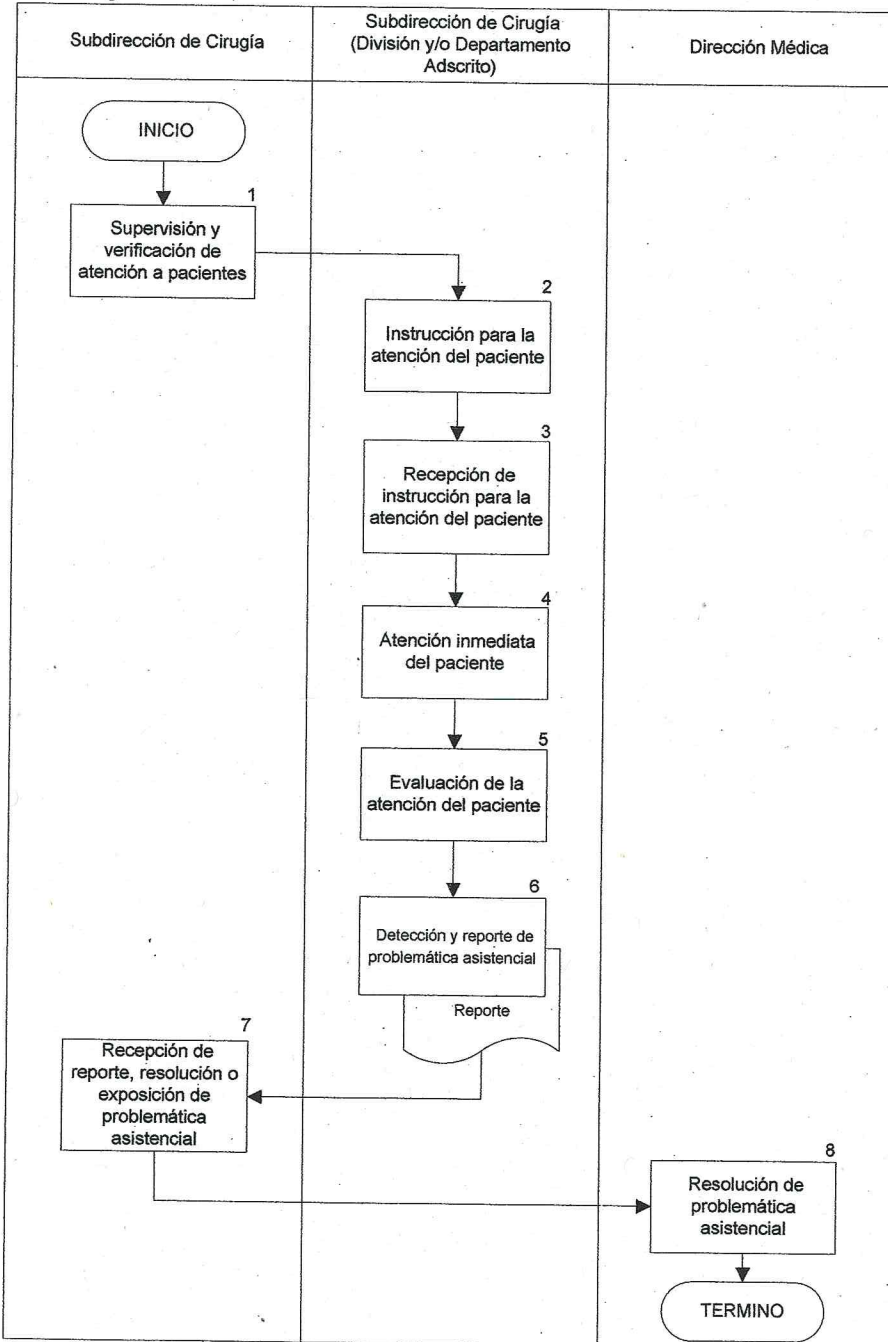 Subdirección de Cirugía
Subdirección de Cirugía
(División y/o Departamento
Adscrito)
Dirección Médica
INICIO
1
Supervisión y
verificación de
atención a pacientes
2
Instrucción para la
atención del paciente
3
Recepción de
instrucción para la
atención del paciente
4
Atención inmediata
del paciente
5
Evaluación de la
atención del paciente
6
Detección y reporte de
problemática asistencial
Reporte
7
Recepción de
reporte, resolución o
exposición de
problemática
asistencial
8
Resolución de
problemática
asistencial
TERMINO